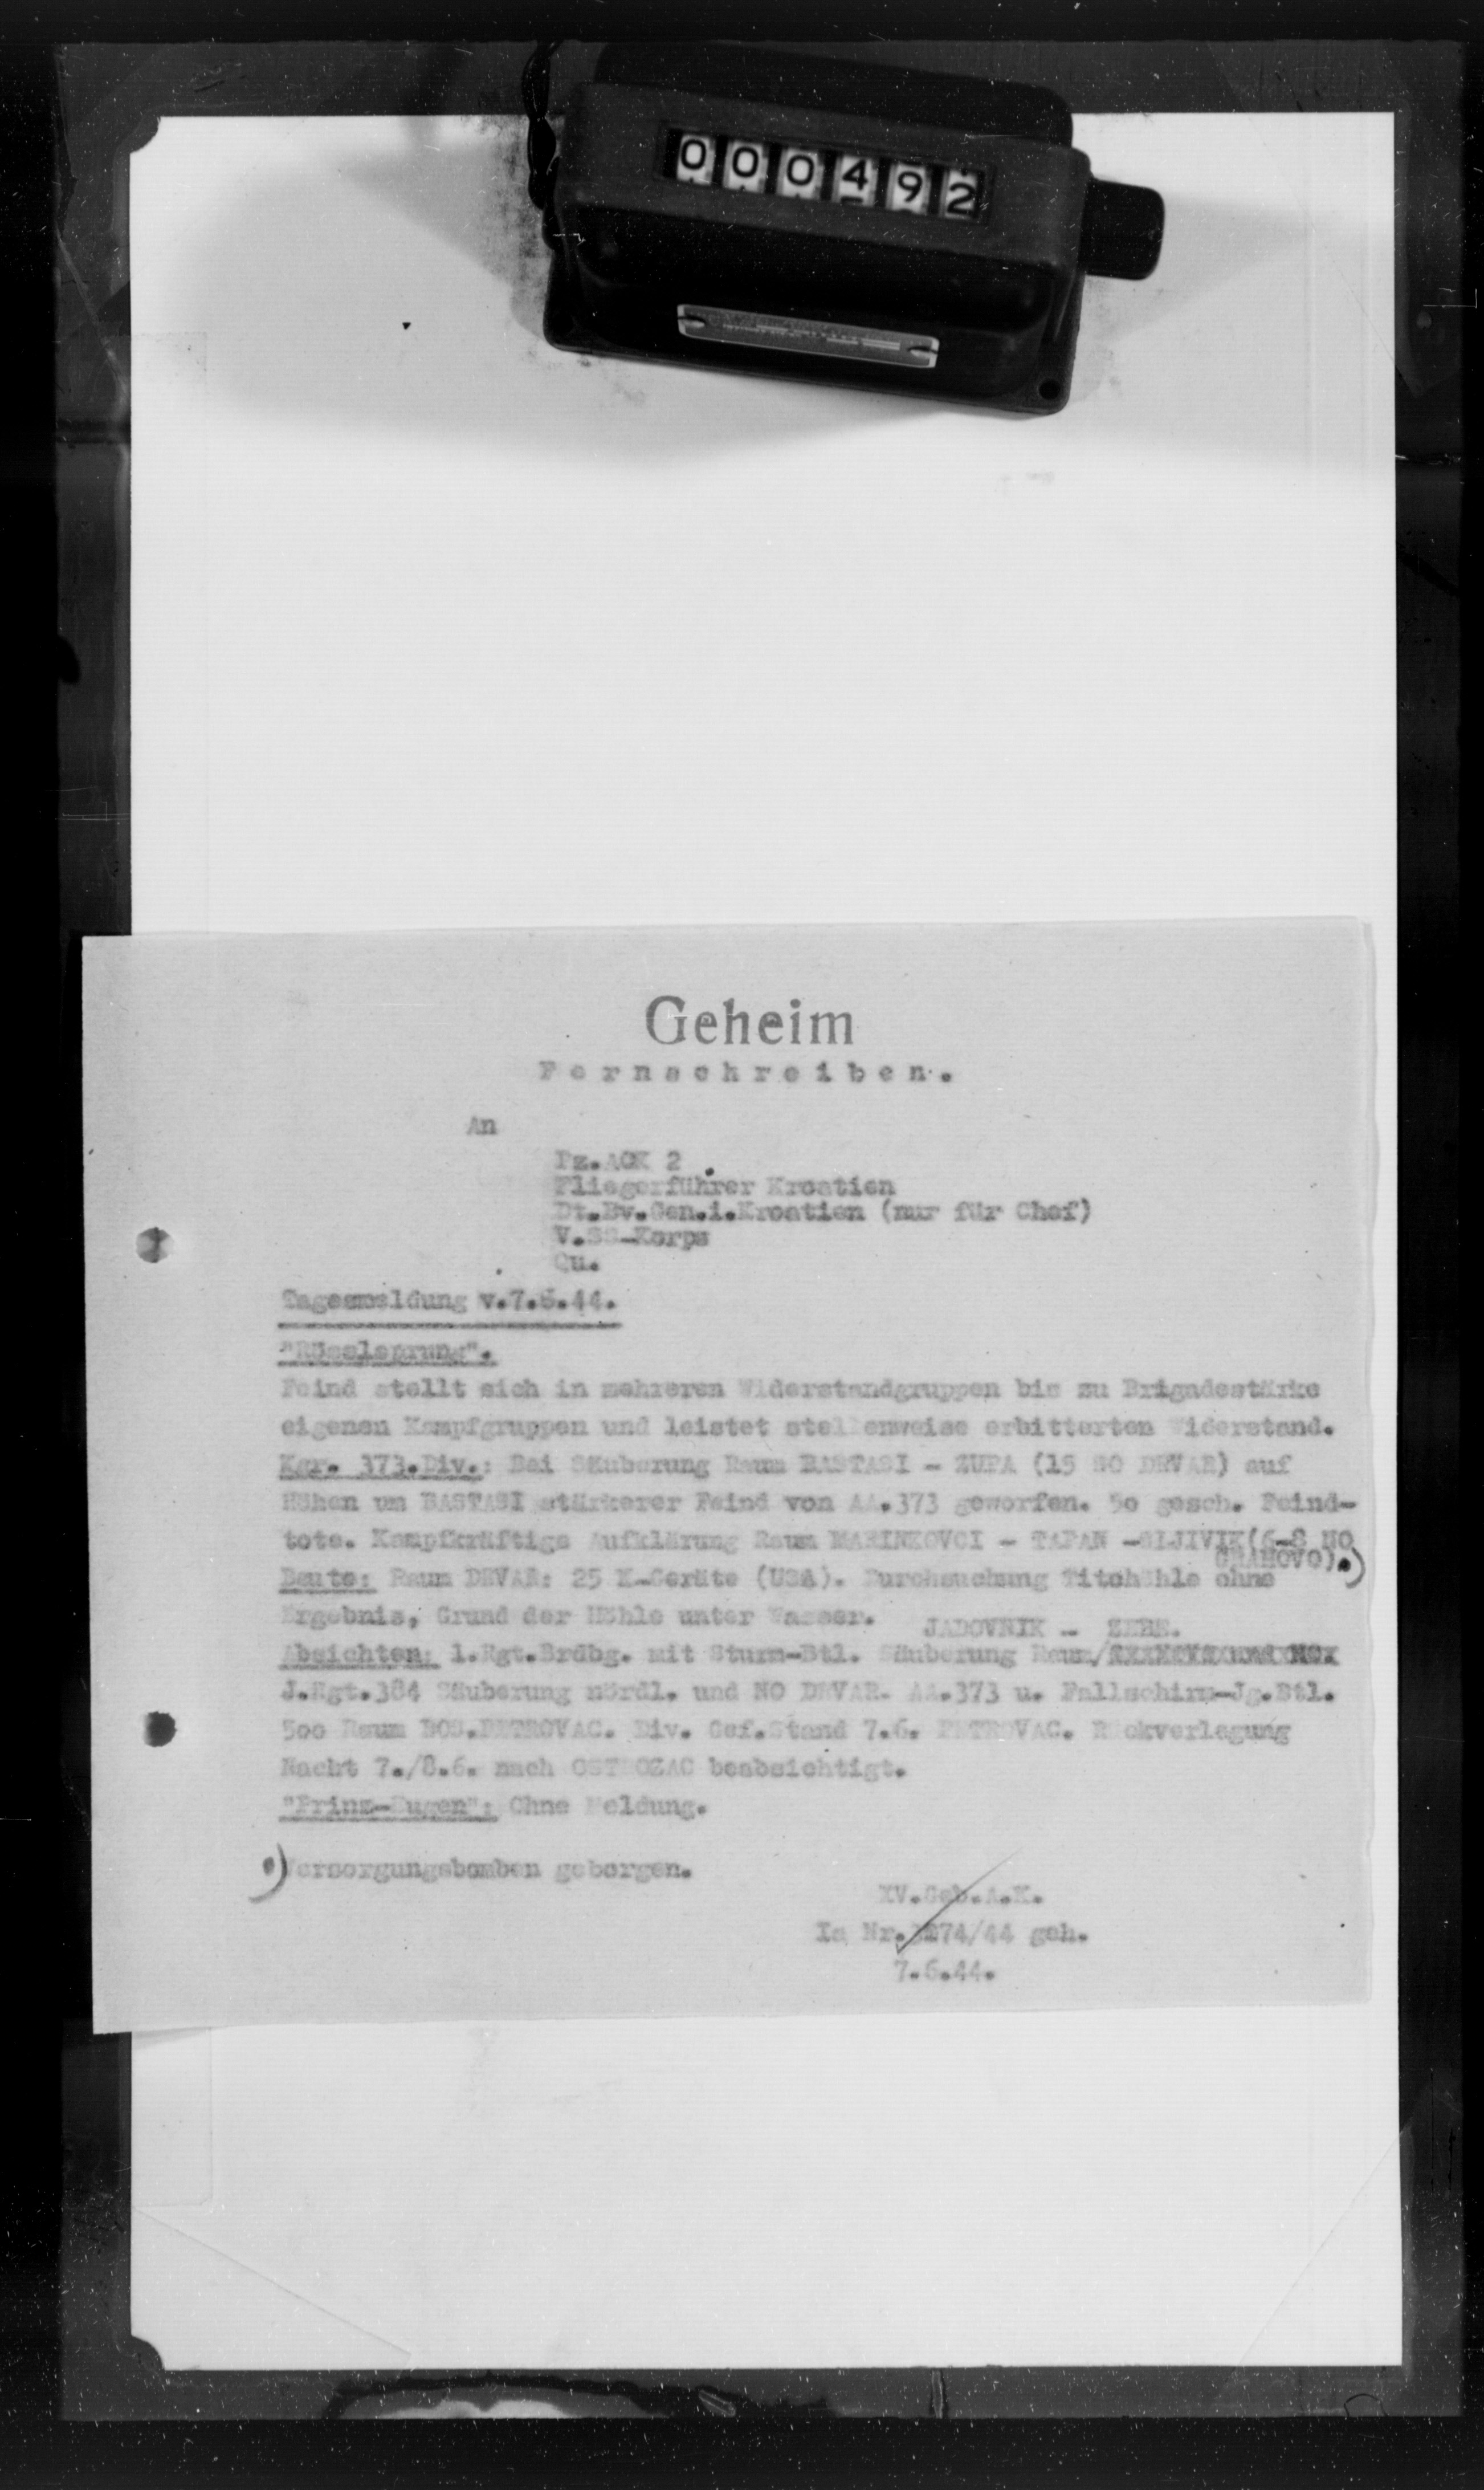 000492
Geheim
Fernschreiben.
An
Pz.AOK 2
Fliegerführer Kroatien
Dt.Bv.Gen.i.Kroatien (nur für Chef)
V.SS-Korps
Qu.
Tagesmeldung v.7.6.44.
"Rösslsprung".
Feind stellt sich in mehreren Widerstandgruppen bis zu Brigadestärke
eigenen Kampfgruppen und leistet stellenweise erbitterten Widerstand.
Kgr. 373.Div.: Bei Säuberung Raum BASTASI - ZUPA (15 NO DRVAR) auf
Höhen um BASTASI stärkerer Feind von AA.373 geworfen. 50 gesch. Feind-
tote. Kampfkräftige Aufklärung Raum MARINKOVCI - TAPAN -SIJIVIK(6-8 NO
GRAHOVO).
Beute: Raum DRVAR: 25 K-Geräte (USA). Durchsuchung Titohöhle ohne
Ergebnis, Grund der Höhle unter Wasser.
JADOVNIK -
Absichten: 1.Rgt.Brdbg. mit Sturm-Btl. Säuberung Raum/
J.Rgt.384 Säuberung nördl. und NO DRVAR. AA.373 u. Fallschirm-Jg.Btl.
500 Raum BOS.PETROVAC. Div. Gef.Stand 7.6. PETROVAC. Rückverlegung
Nacht 7./8.6. nach OSTROZAC beabsichtigt.
"Prinz-Eugen": Ohne Meldung.
.)Versorgungsbomben geborgen.
XV.Geb.A.K.
Ia Nr. /44 geh.
7.6.44.